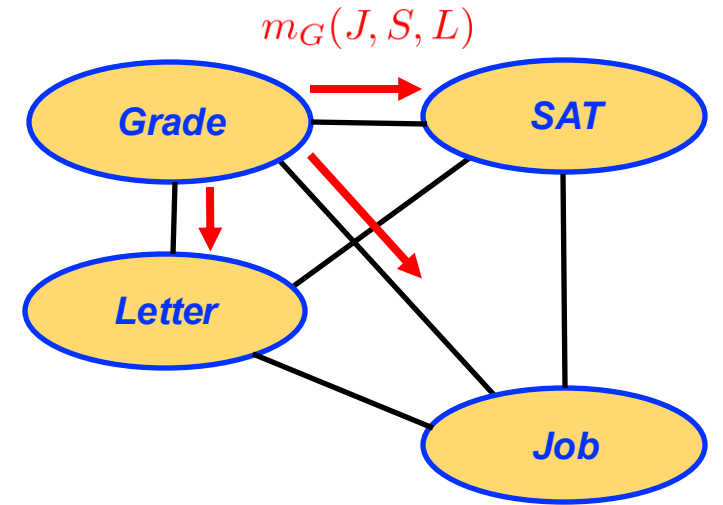 m_G(J, S, L)
Grade
SAT
Letter
Job